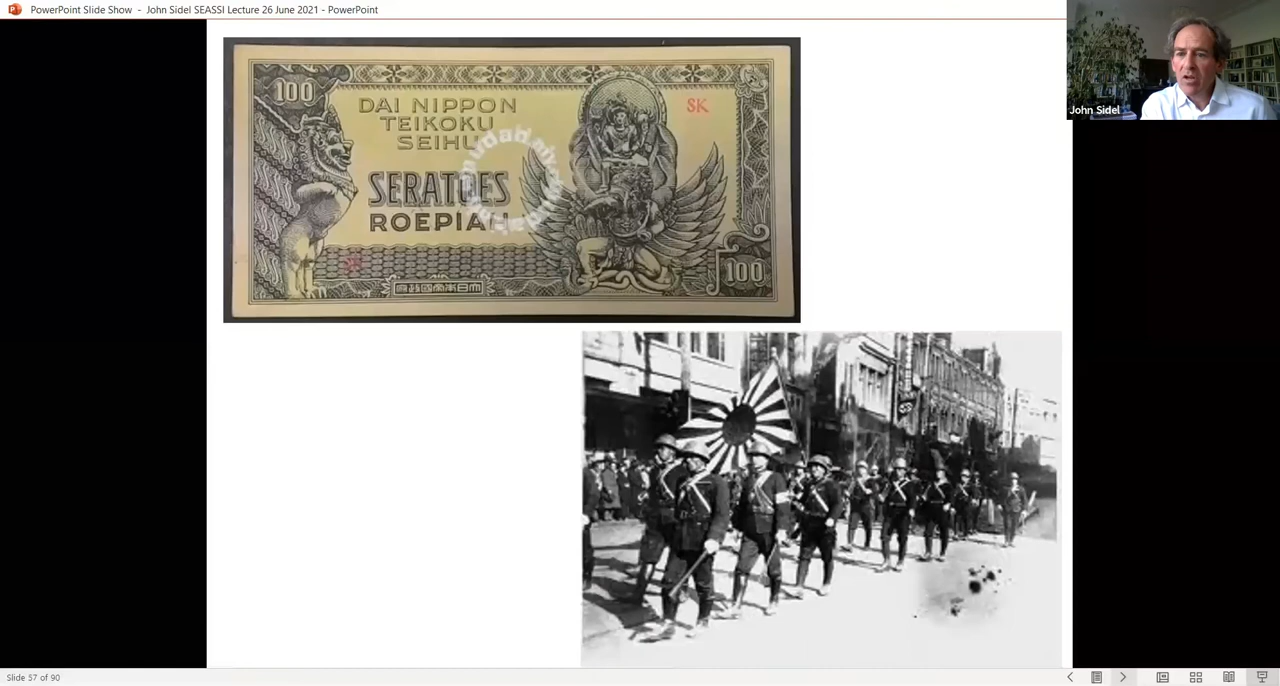 PowerPoint Slide Show - John Sidel SEASSI Lecture 26 June 2021 - PowerPoint
John Sidel
100
DAI NIPPON
TEIKOKU
SEIHU
SK
SERATOES
ROEPIAH
100
Slide 57 of 90